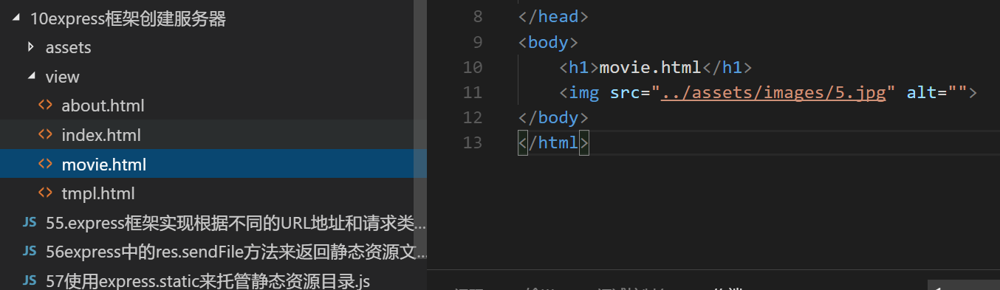 10express框架创建服务器
assets
view
<> about.html
<> index.html
<> movie.html
<> tmpl.html
JS 55.express框架实现根据不同的URL地址和请求类...
JS 56express中的res.sendFile方法来返回静态资源文...
JS 57使用express.static来托管静态资源目录.js
8 </head>
9 <body>
10 <h1>movie.html</h1>
11 <img src="../assets/images/5.jpg" alt="">
12 </body>
13 </html>